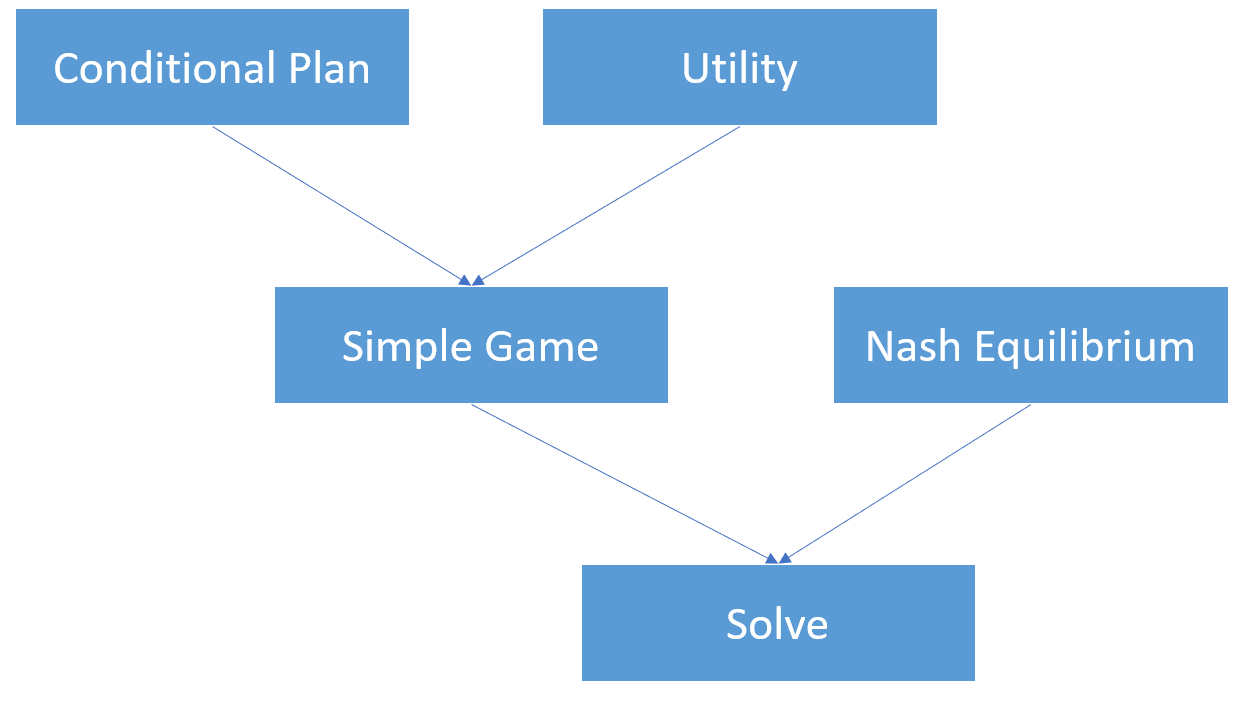 Conditional Plan
Utility
Simple Game
Nash Equilibrium
Solve